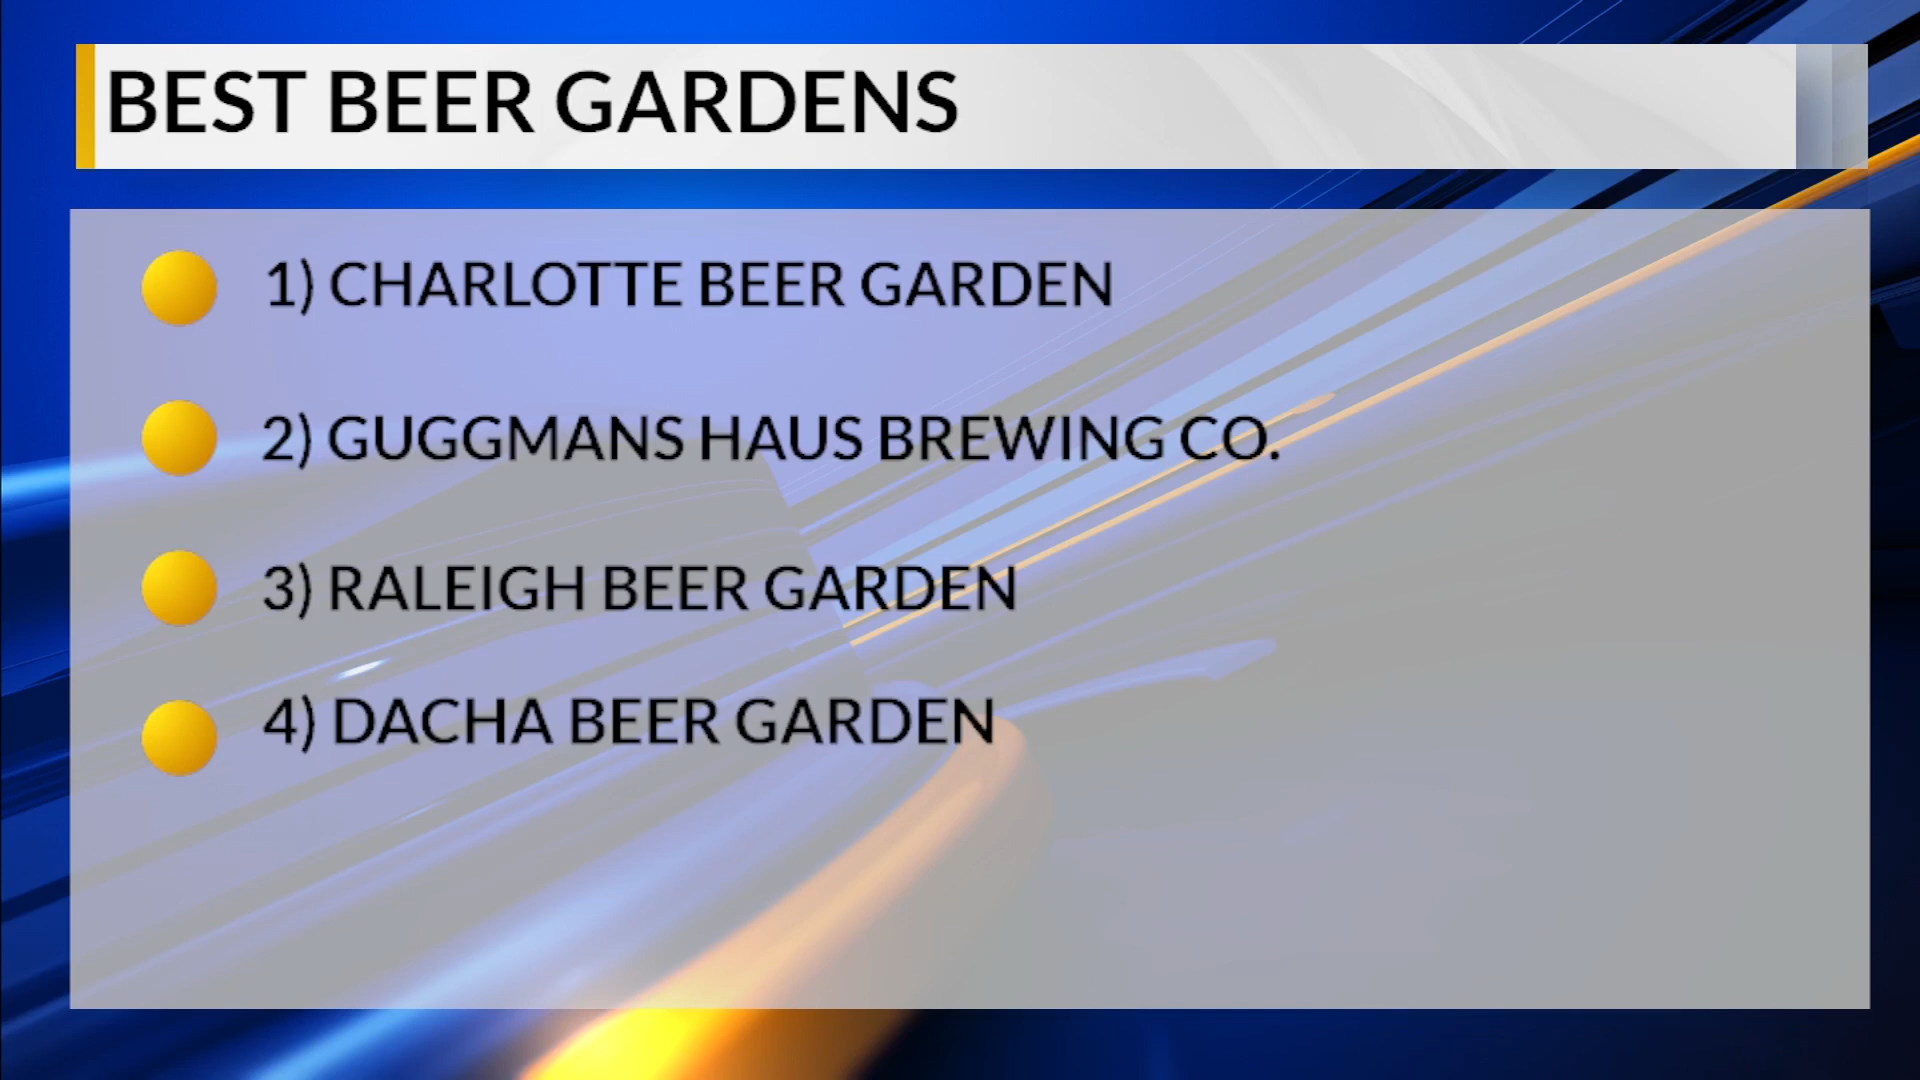 BEST BEER GARDENS
1) CHARLOTTE BEER GARDEN
2) GUGGMANS HAUS BREWING CO.
3) RALEIGH BEER GARDEN
4) DACHA BEER GARDEN